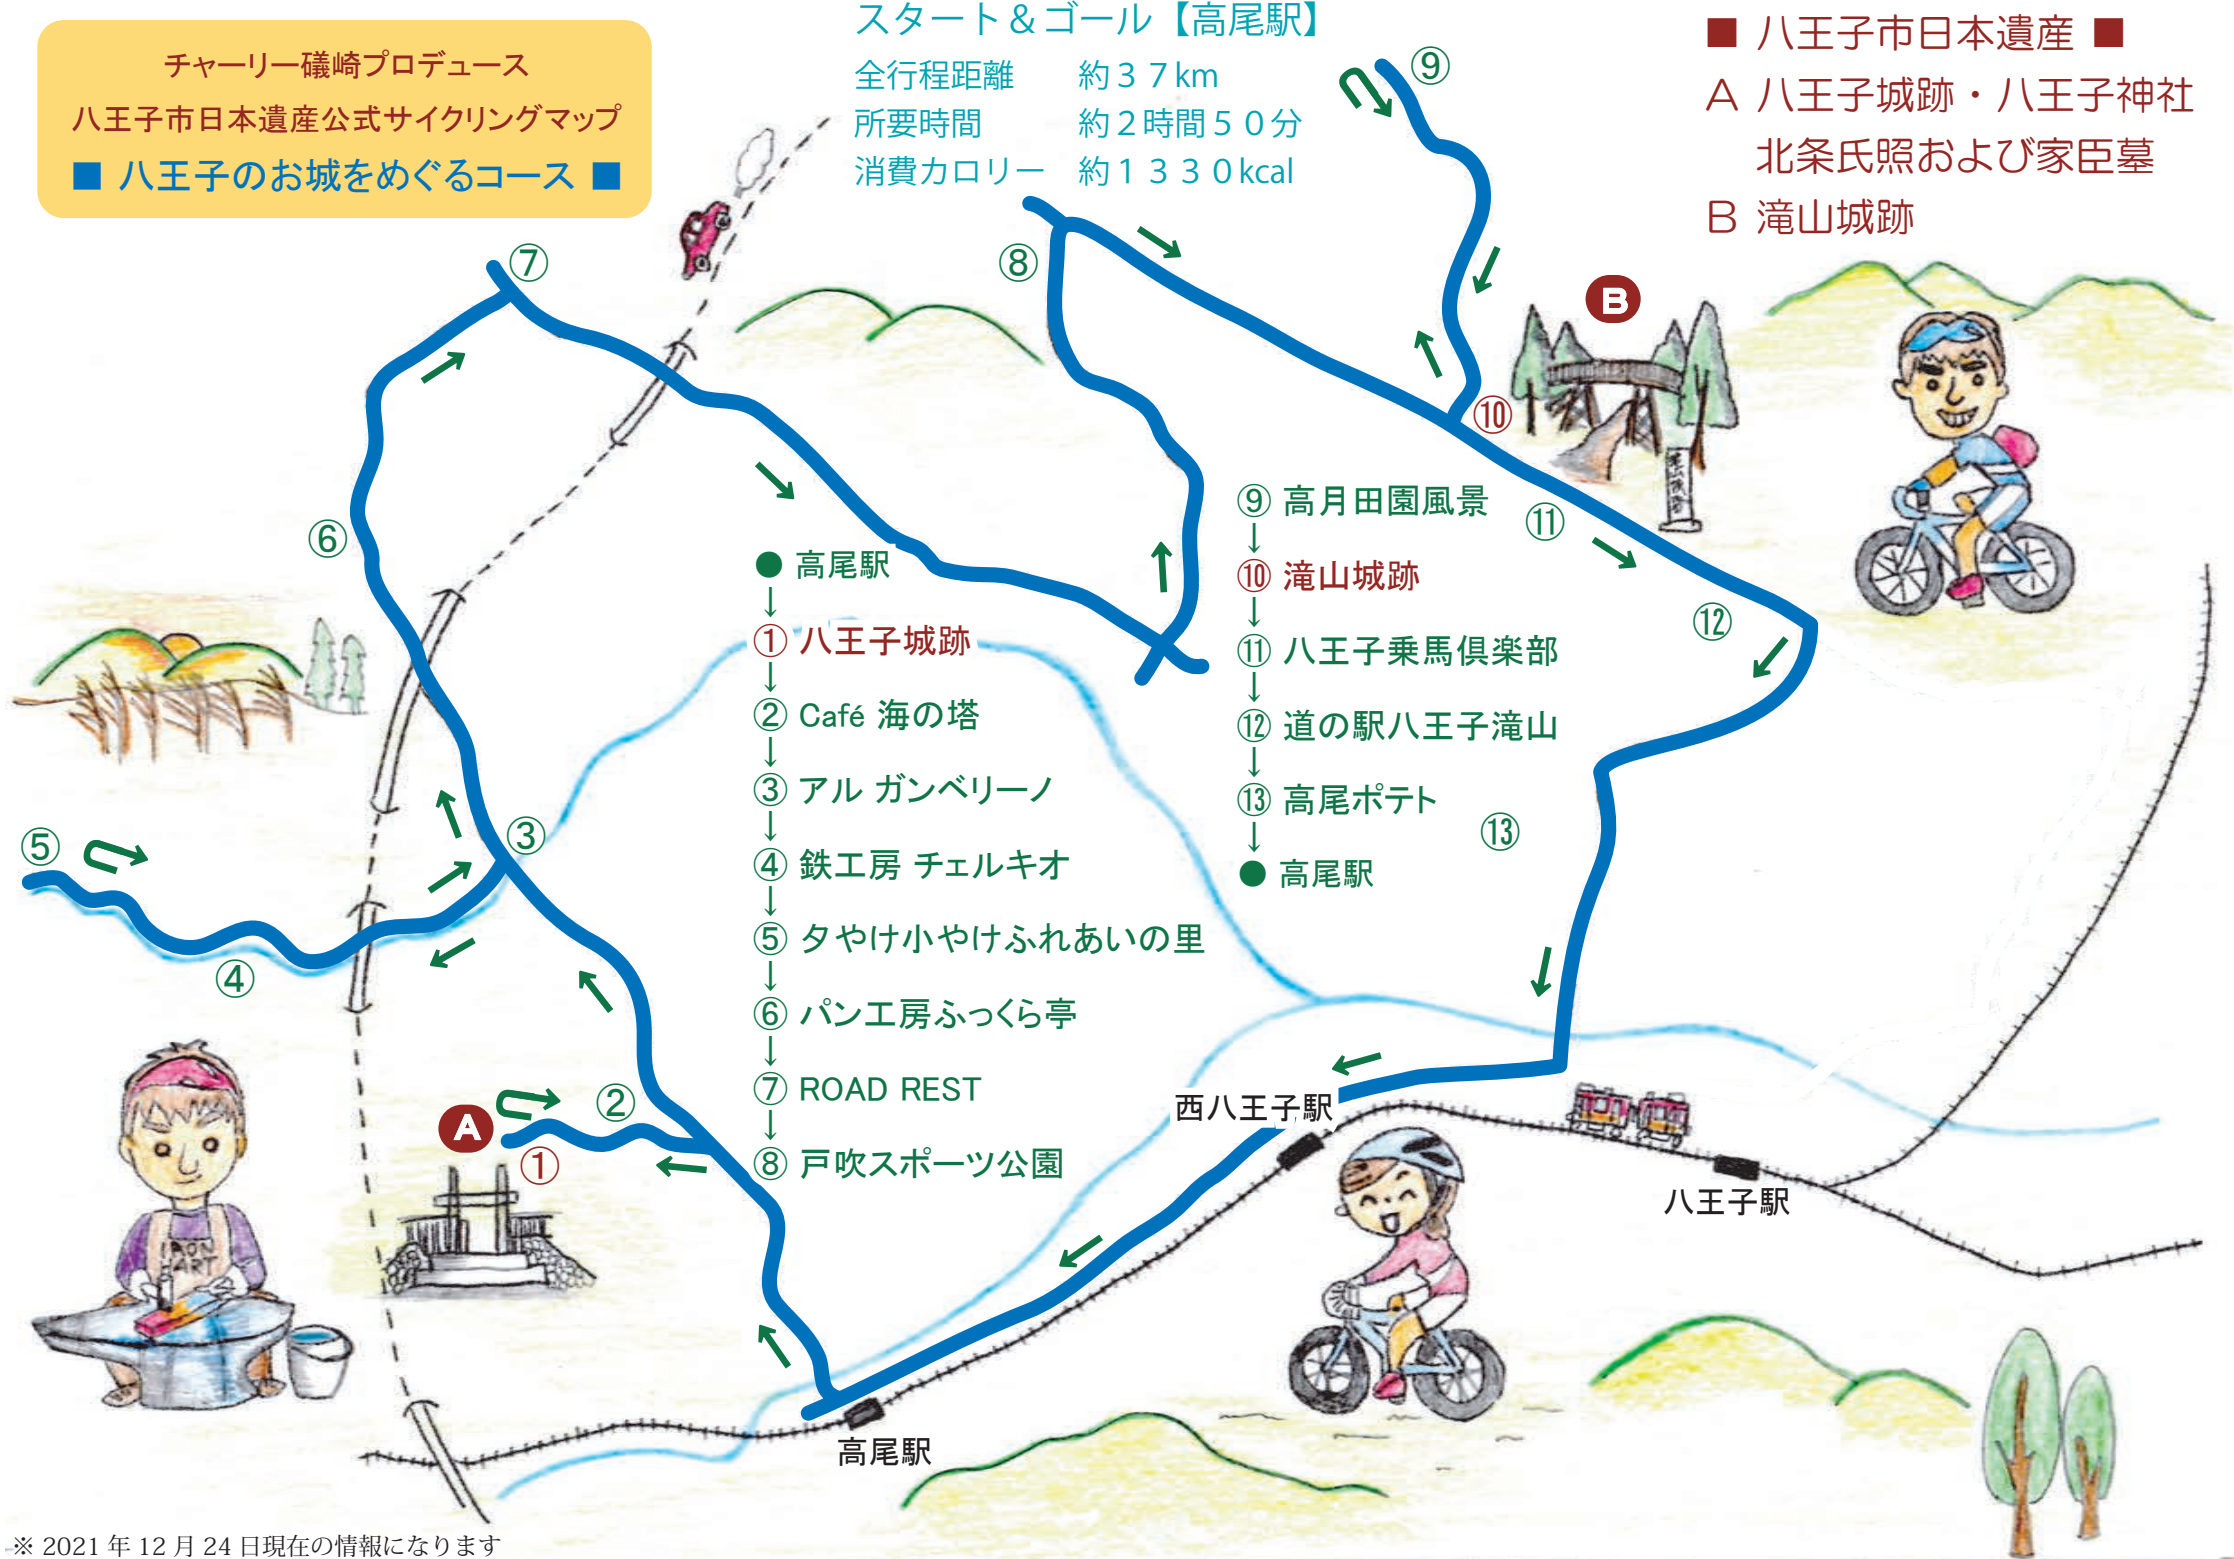 チャーリー礒崎プロデュース
八王子市日本遺産公式サイクリングマップ
■ 八王子のお城をめぐるコース ■
スタート＆ゴール【高尾駅】
全行程距離 約３７km
所要時間 約２時間５０分
消費カロリー 約１３３０kcal
■ 八王子市日本遺産 ■
A 八王子城跡・八王子神社
北条氏照および家臣墓
B 滝山城跡
⑨
⑦
⑧
B
⑩
⑥
⑪
⑫
⑤
③
⑬
④
②
A
①
● 高尾駅
↓
① 八王子城跡
↓
② Café 海の塔
↓
③ アル ガンベリーノ
↓
④ 鉄工房 チェルキオ
↓
⑤ 夕やけ小やけふれあいの里
↓
⑥ パン工房ふっくら亭
↓
⑦ ROAD REST
↓
⑧ 戸吹スポーツ公園
⑨ 高月田園風景
↓
⑩ 滝山城跡
↓
⑪ 八王子乗馬倶楽部
↓
⑫ 道の駅八王子滝山
↓
⑬ 高尾ポテト
↓
● 高尾駅
西八王子駅
八王子駅
IRON
ART
高尾駅
※ 2021 年 12 月 24 日現在の情報になります